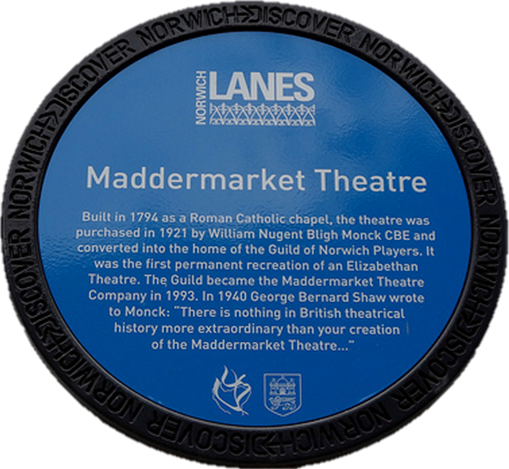 DISCOVER NORWICH>>DISCOVER NORWICH>>DISCOVER NORWICH>>DISCOVER NORWICH>>DISCOVER NORWICH>>DISCOVER NORWICH>>
NORWICH
LANES
Maddermarket Theatre
Built in 1794 as a Roman Catholic chapel, the theatre was
purchased in 1921 by William Nugent Bligh Monck CBE and
converted into the home of the Guild of Norwich Players. It
was the first permanent recreation of an Elizabethan
Theatre. The Guild became the Maddermarket Theatre
Company in 1993. In 1940 George Bernard Shaw wrote
to Monck: “There is nothing in British theatrical
history more extraordinary than your creation
of the Maddermarket Theatre...”